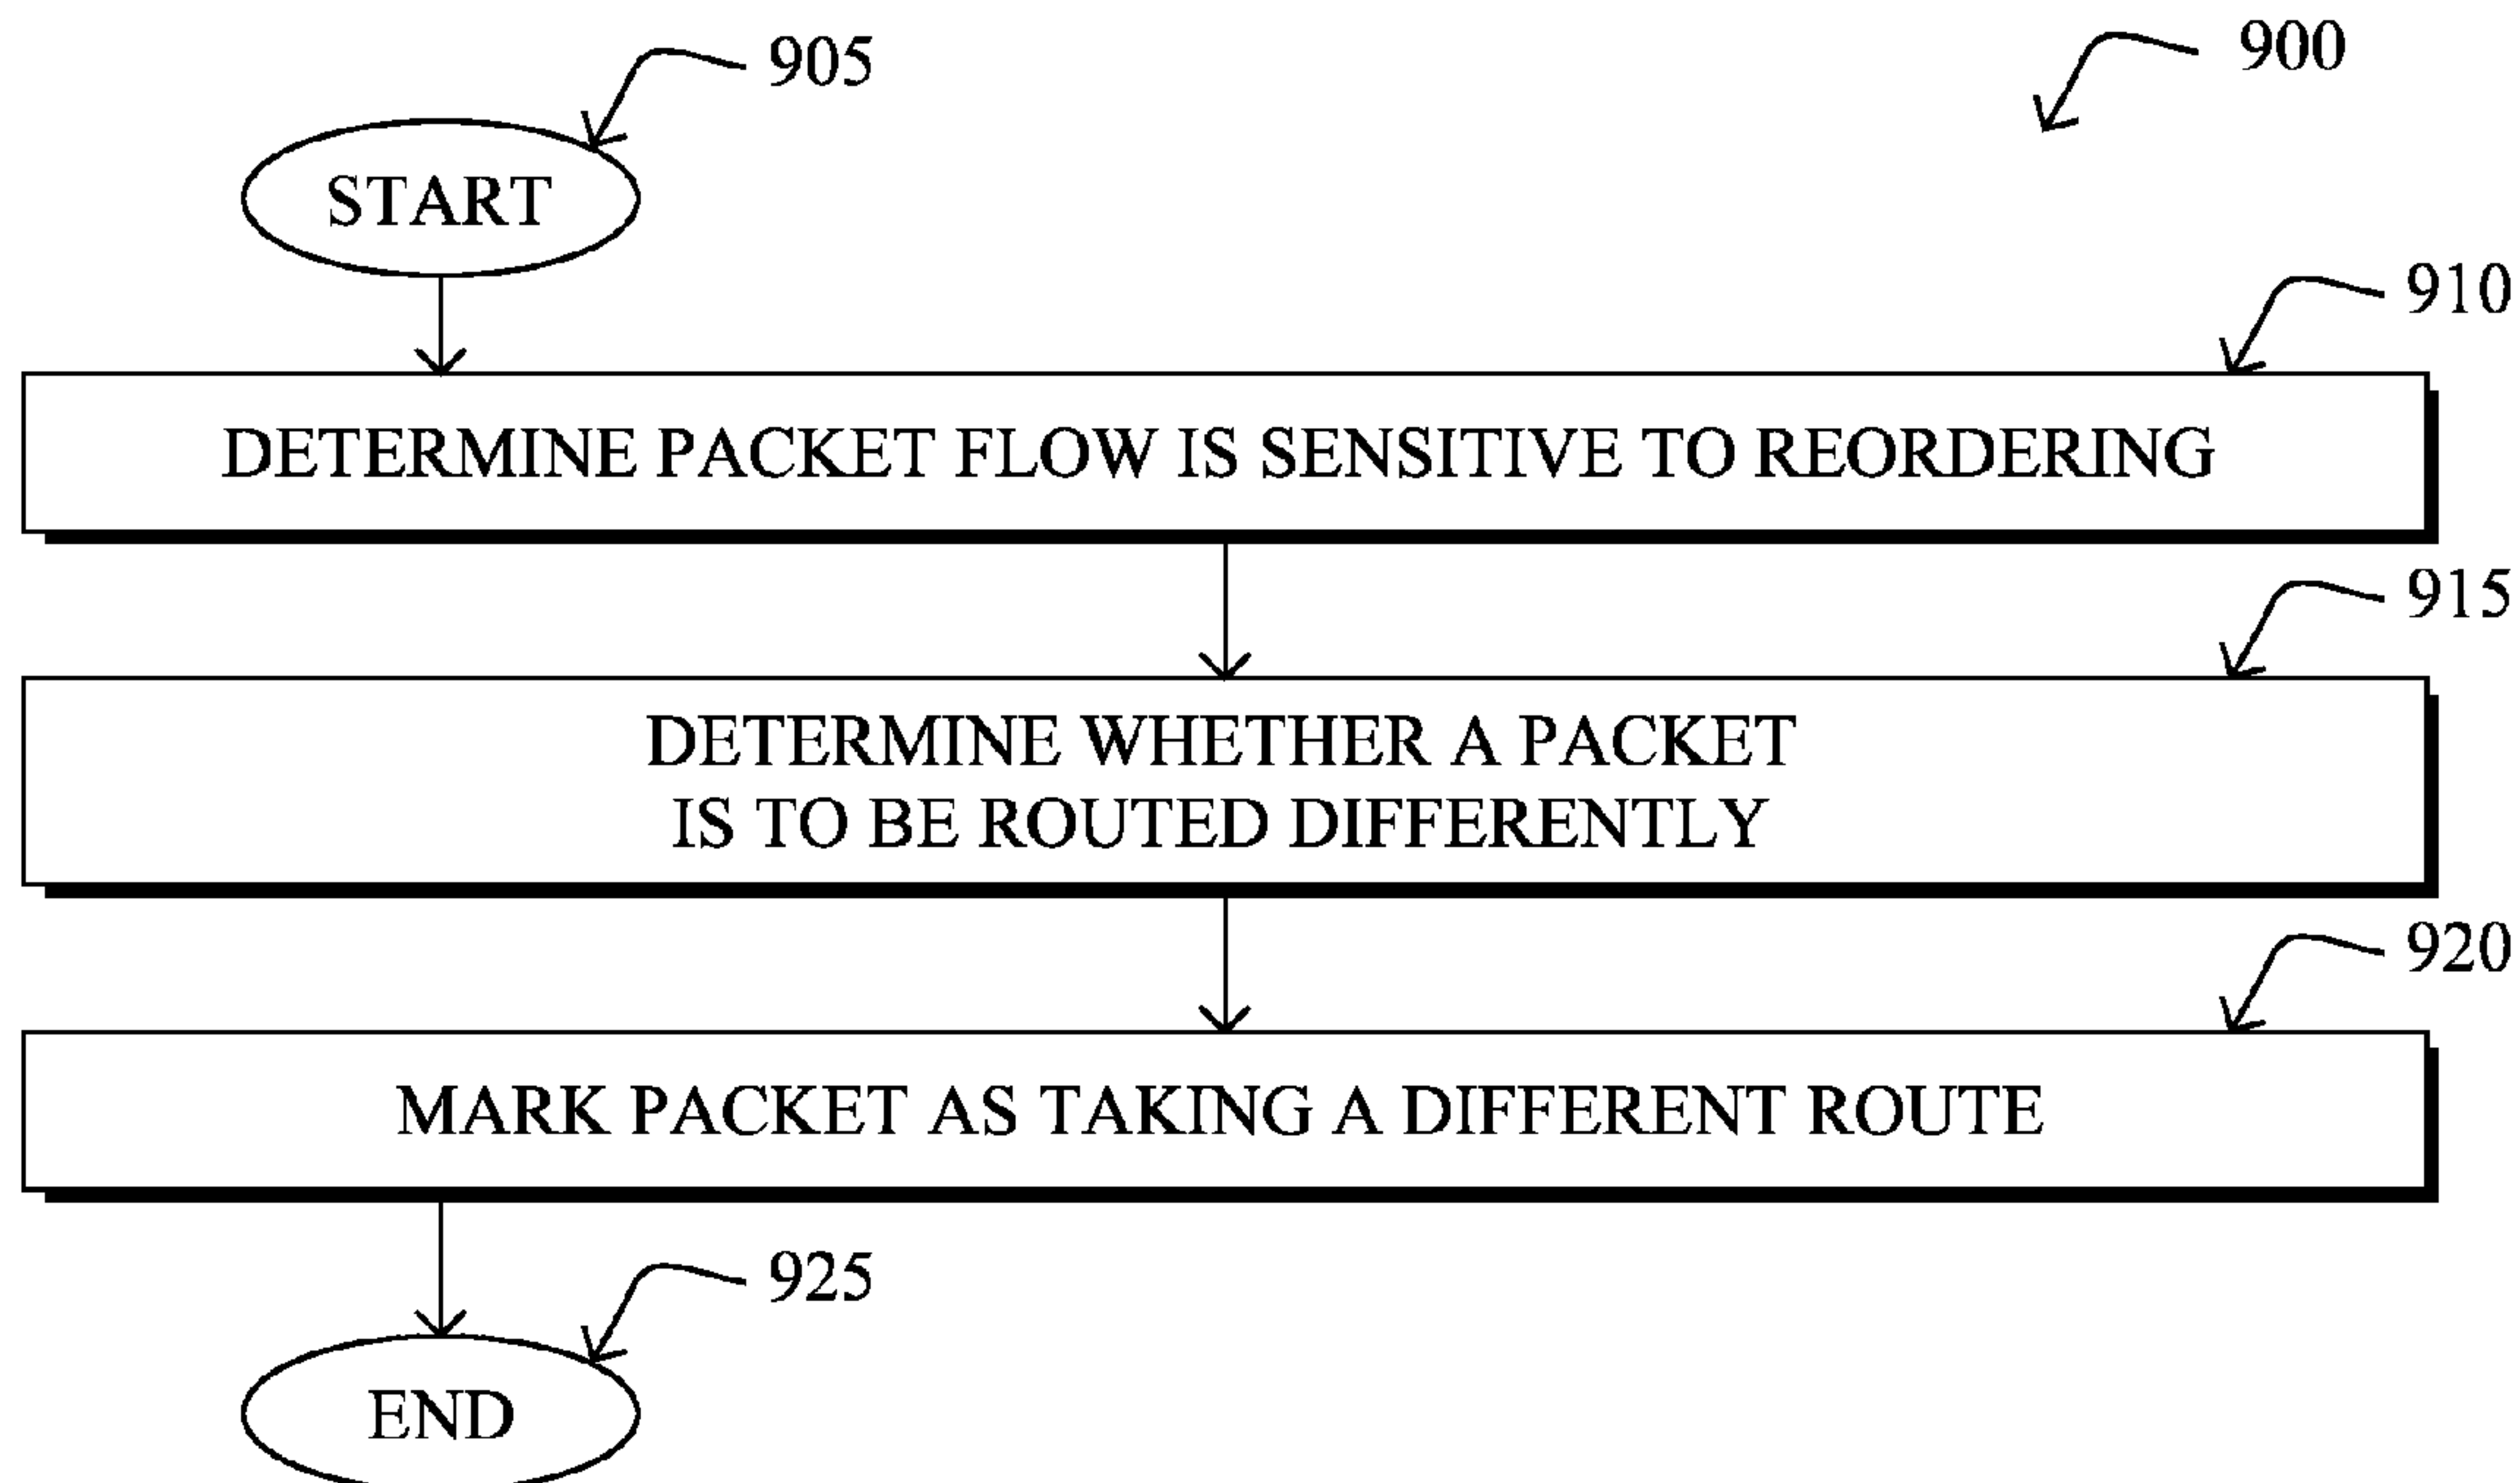 905
900
START
910
DETERMINE PACKET FLOW IS SENSITIVE TO REORDERING
915
DETERMINE WHETHER A PACKET
IS TO BE ROUTED DIFFERENTLY
920
MARK PACKET AS TAKING A DIFFERENT ROUTE
925
END